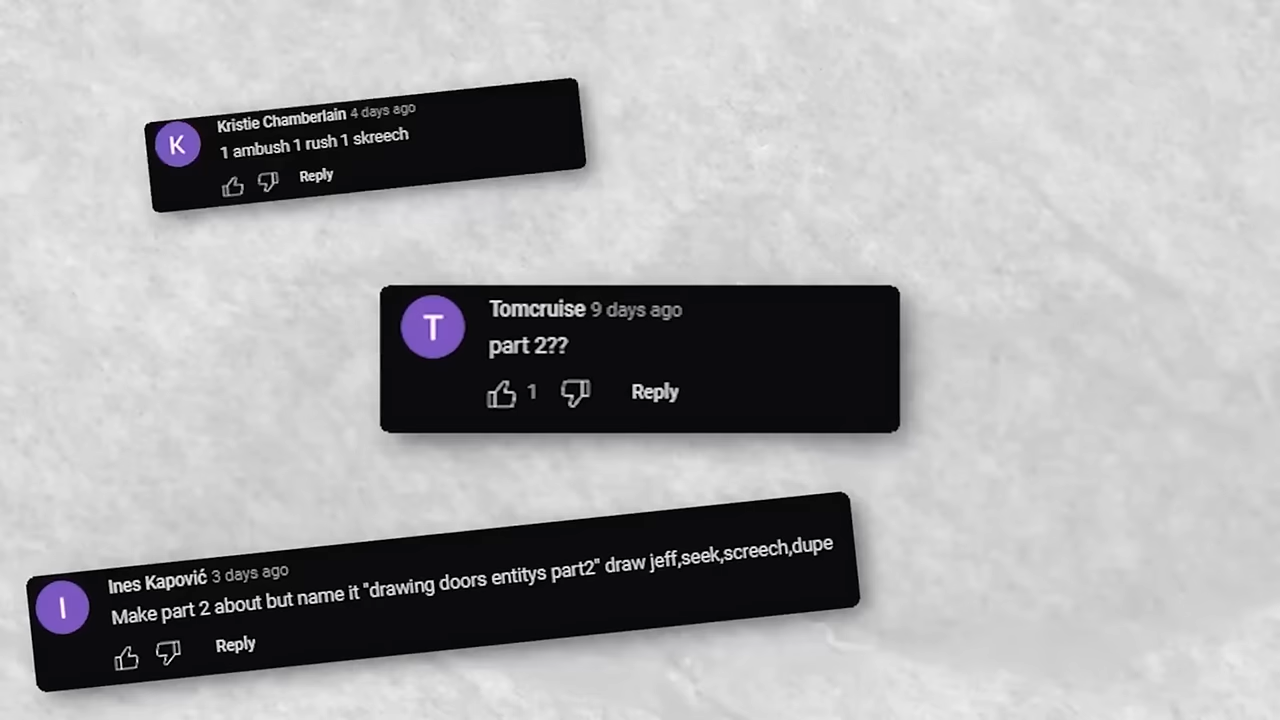 K
Kristie Chamberlain 4 days ago
1 ambush 1 rush 1 skreech
Reply
T
Tomcruise 9 days ago
part 2??
1 Reply
I
Ines Kapović 3 days ago
Make part 2 about but name it "drawing doors entitys part2" draw jeff,seek,screech,dupe
Reply